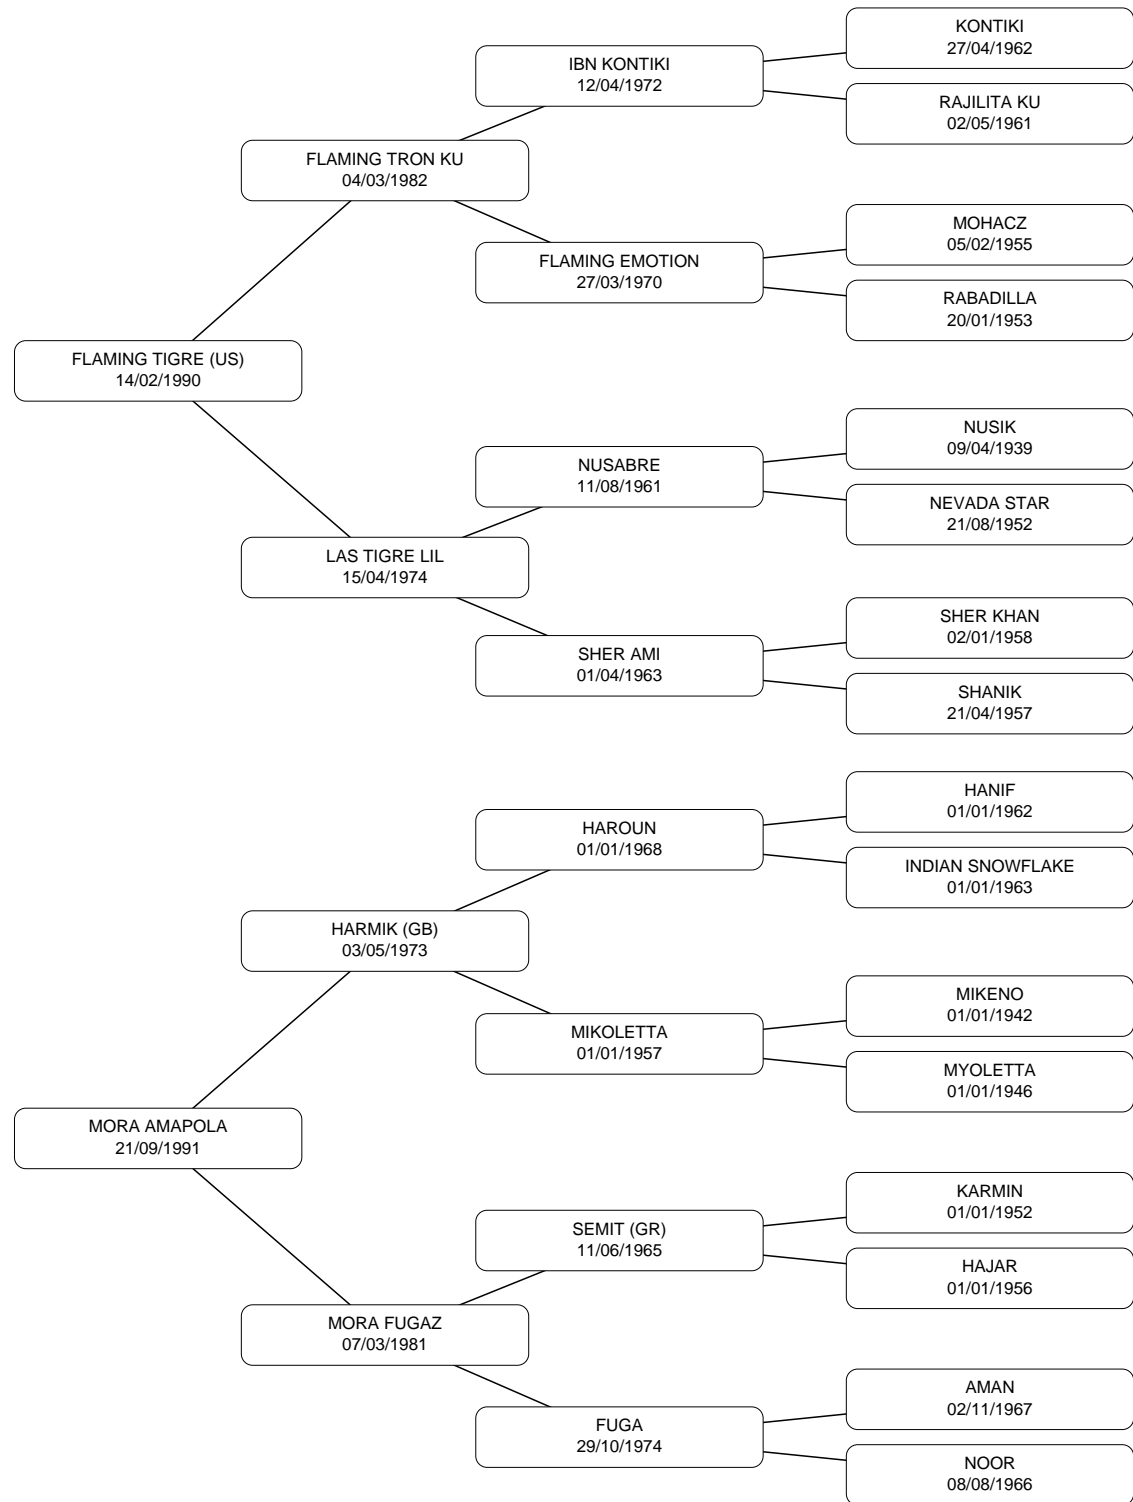 KONTIKI
27/04/1962
IBN KONTIKI
12/04/1972
RAJILITA KU
02/05/1961
FLAMING TRON KU
04/03/1982
MOHACZ
05/02/1955
FLAMING EMOTION
27/03/1970
RABADILLA
20/01/1953
FLAMING TIGRE (US)
14/02/1990
NUSIK
09/04/1939
NUSABRE
11/08/1961
NEVADA STAR
21/08/1952
LAS TIGRE LIL
15/04/1974
SHER KHAN
02/01/1958
SHER AMI
01/04/1963
SHANIK
21/04/1957
HANIF
01/01/1962
HAROUN
01/01/1968
INDIAN SNOWFLAKE
01/01/1963
HARMIK (GB)
03/05/1973
MIKENO
01/01/1942
MIKOLETTA
01/01/1957
MYOLETTA
01/01/1946
MORA AMAPOLA
21/09/1991
KARMIN
01/01/1952
SEMIT (GR)
11/06/1965
HAJAR
01/01/1956
MORA FUGAZ
07/03/1981
AMAN
02/11/1967
FUGA
29/10/1974
NOOR
08/08/1966